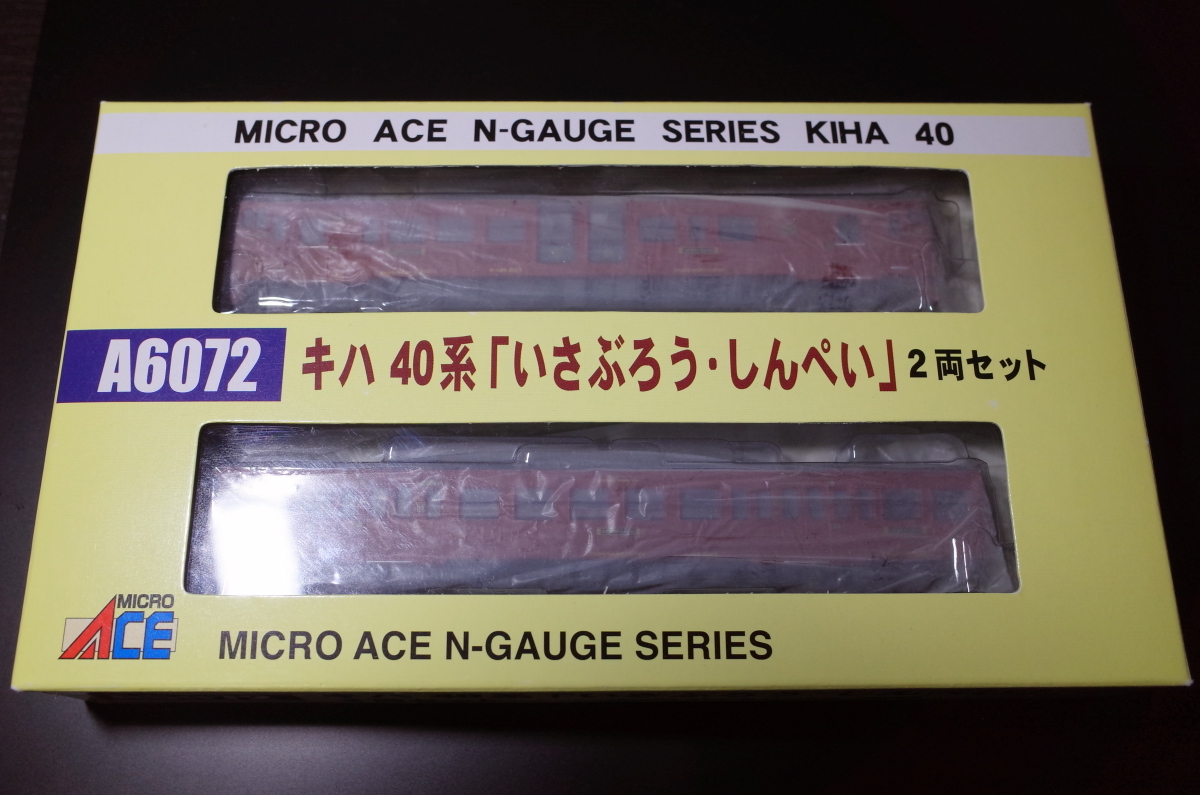 MICRO ACE N-GAUGE SERIES KIHA 40
A6072 キハ 40系「いさぶろう・しんぺい」2両セット
MICRO
ACE
MICRO ACE N-GAUGE SERIES